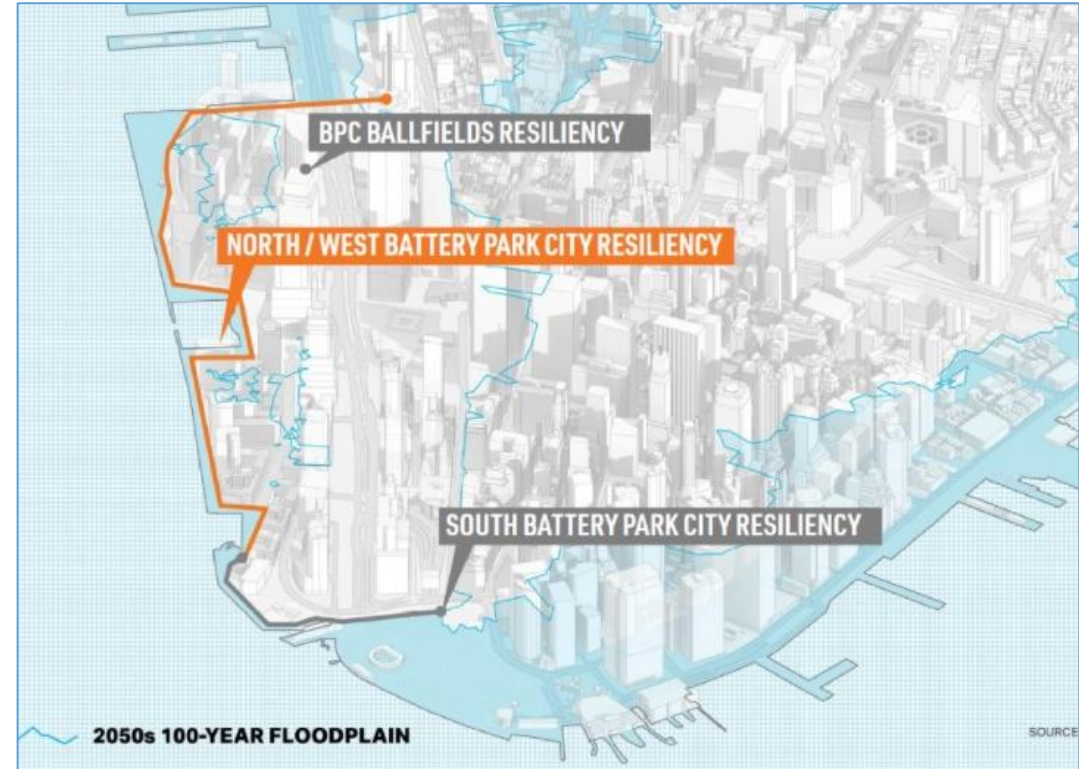 BPC BALLFIELDS RESILIENCY
NORTH / WEST BATTERY PARK CITY RESILIENCY
SOUTH BATTERY PARK CITY RESILIENCY
2050s 100-YEAR FLOODPLAIN
SOURCE